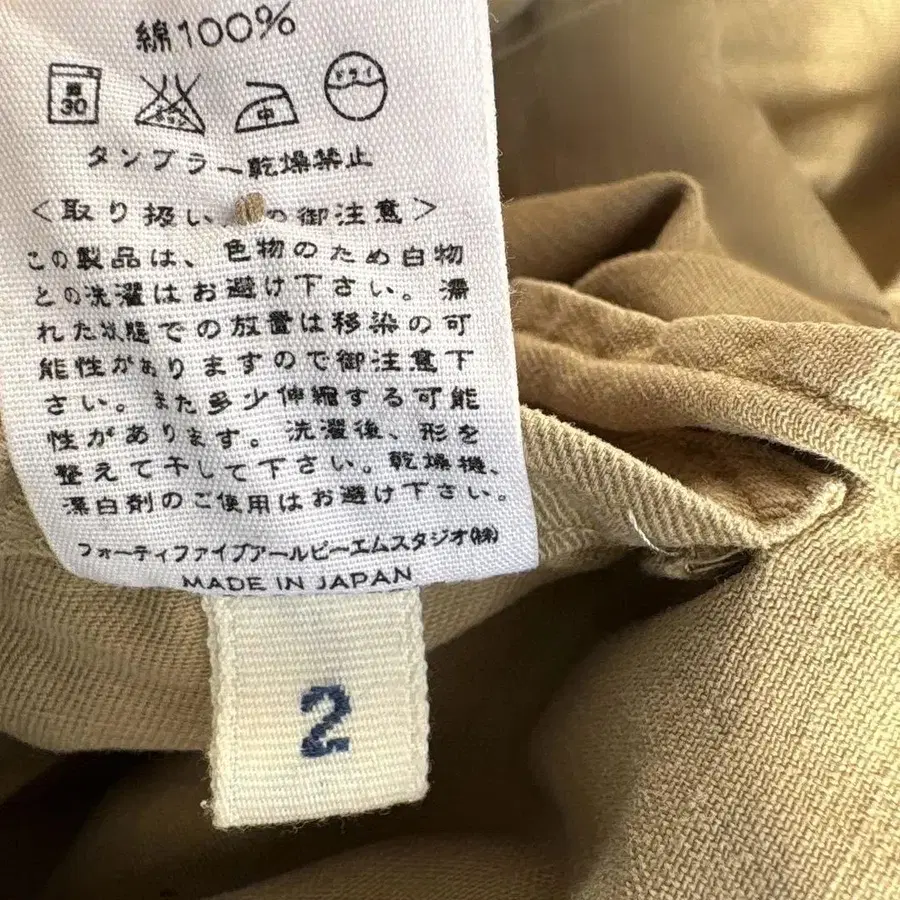 綿100%
弱
30
中
ドライ
タンブラー乾燥禁止
<取り扱い の御注意>
この製品は、色物のため白物
との洗濯はお避け下さい。濡
れた状態での放置は移染の可
能性がありますので御注意下
さい。また多少伸縮する可能
性があります。洗濯後、形を
整えて干して下さい。乾燥機、
漂白剤のご使用はお避け下さい。
フォーティファイブアールピーエムスタジオ㈱
MADE IN JAPAN
2